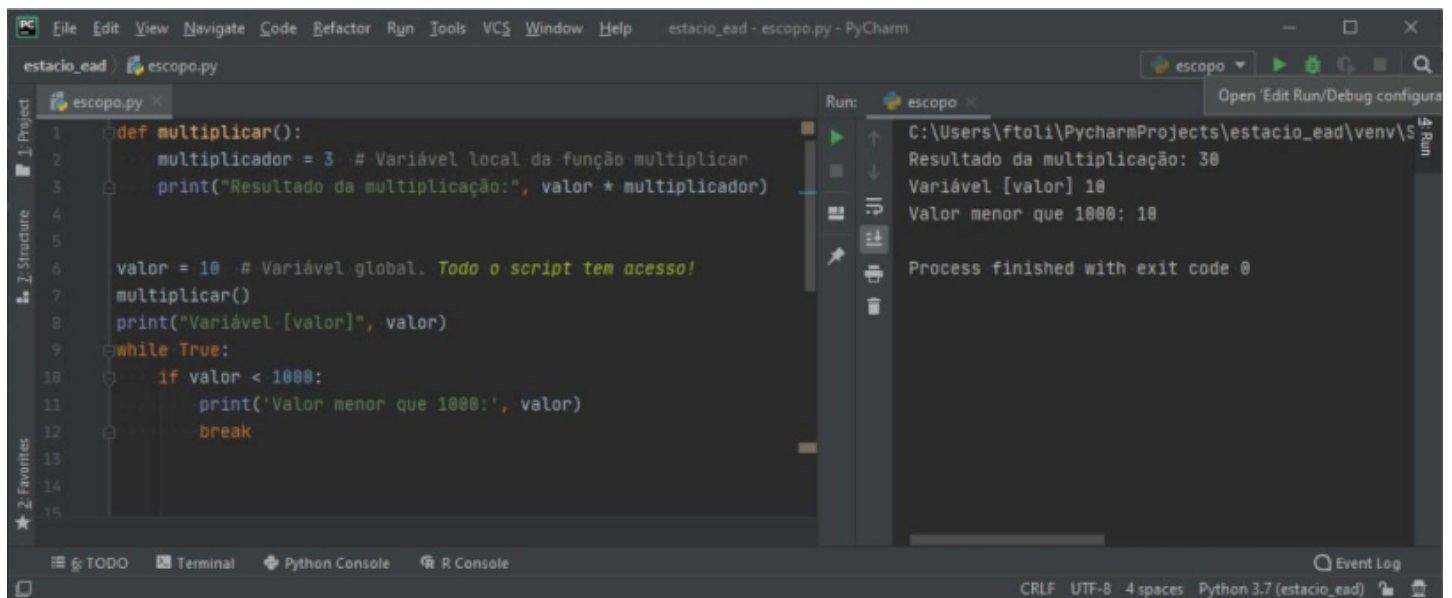 PC File Edit View Navigate Code Refactor Run Tools VCS Window Help estacio_ead - escopo.py - PyCharm
estacio_ead escopo.py
escopo
Open 'Edit Run/Debug configura
1: Project
Z: Structure
2: Favorites
escopo.py
1 def multiplicar():
2 multiplicador = 3 # Variável local da função multiplicar
3 print("Resultado da multiplicação:", valor * multiplicador)
4
5
6 valor = 10 # Variável global. Todo o script tem acesso!
7 multiplicar()
8 print("Variável [valor]", valor)
9 while True:
10 if valor < 1000:
11 print('Valor menor que 1000:', valor)
12 break
13
14
15
Run: escopo
4: Run
C:\Users\ftoli\PycharmProjects\estacio_ead\venv\S
Resultado da multiplicação: 30
Variável [valor] 10
Valor menor que 1000: 10
Process finished with exit code 0
6: TODO Terminal Python Console R Console
Event Log
CRLF UTF-8 4 spaces Python 3.7 (estacio_ead)